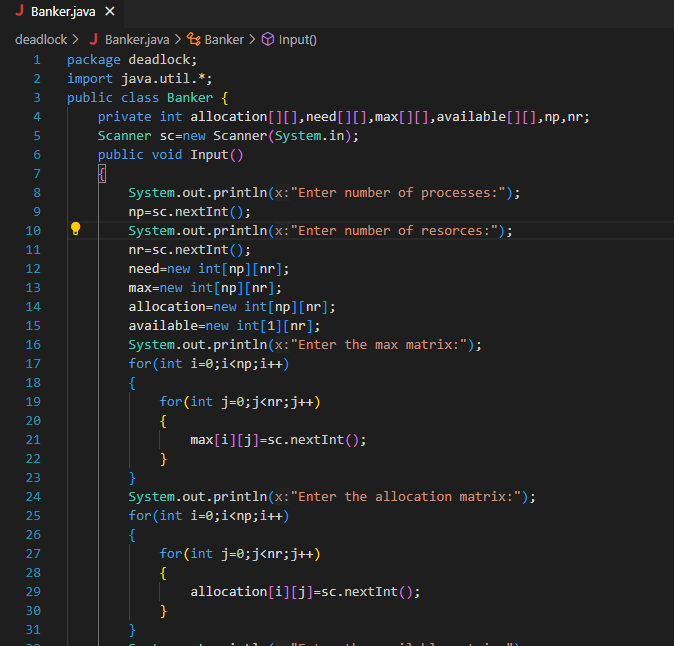 Banker.java
deadlock > Banker.java > Banker > Input()
1 package deadlock;
2 import java.util.*;
3 public class Banker {
4 private int allocation[][],need[][],max[][],available[][],np,nr;
5 Scanner sc=new Scanner(System.in);
6 public void Input()
7 {
8 System.out.println(x:"Enter number of processes:");
9 np=sc.nextInt();
10 System.out.println(x:"Enter number of resorces:");
11 nr=sc.nextInt();
12 need=new int[np][nr];
13 max=new int[np][nr];
14 allocation=new int[np][nr];
15 available=new int[1][nr];
16 System.out.println(x:"Enter the max matrix:");
17 for(int i=0;i<np;i++)
18 {
19 for(int j=0;j<nr;j++)
20 {
21 max[i][j]=sc.nextInt();
22 }
23 }
24 System.out.println(x:"Enter the allocation matrix:");
25 for(int i=0;i<np;i++)
26 {
27 for(int j=0;j<nr;j++)
28 {
29 allocation[i][j]=sc.nextInt();
30 }
31 }